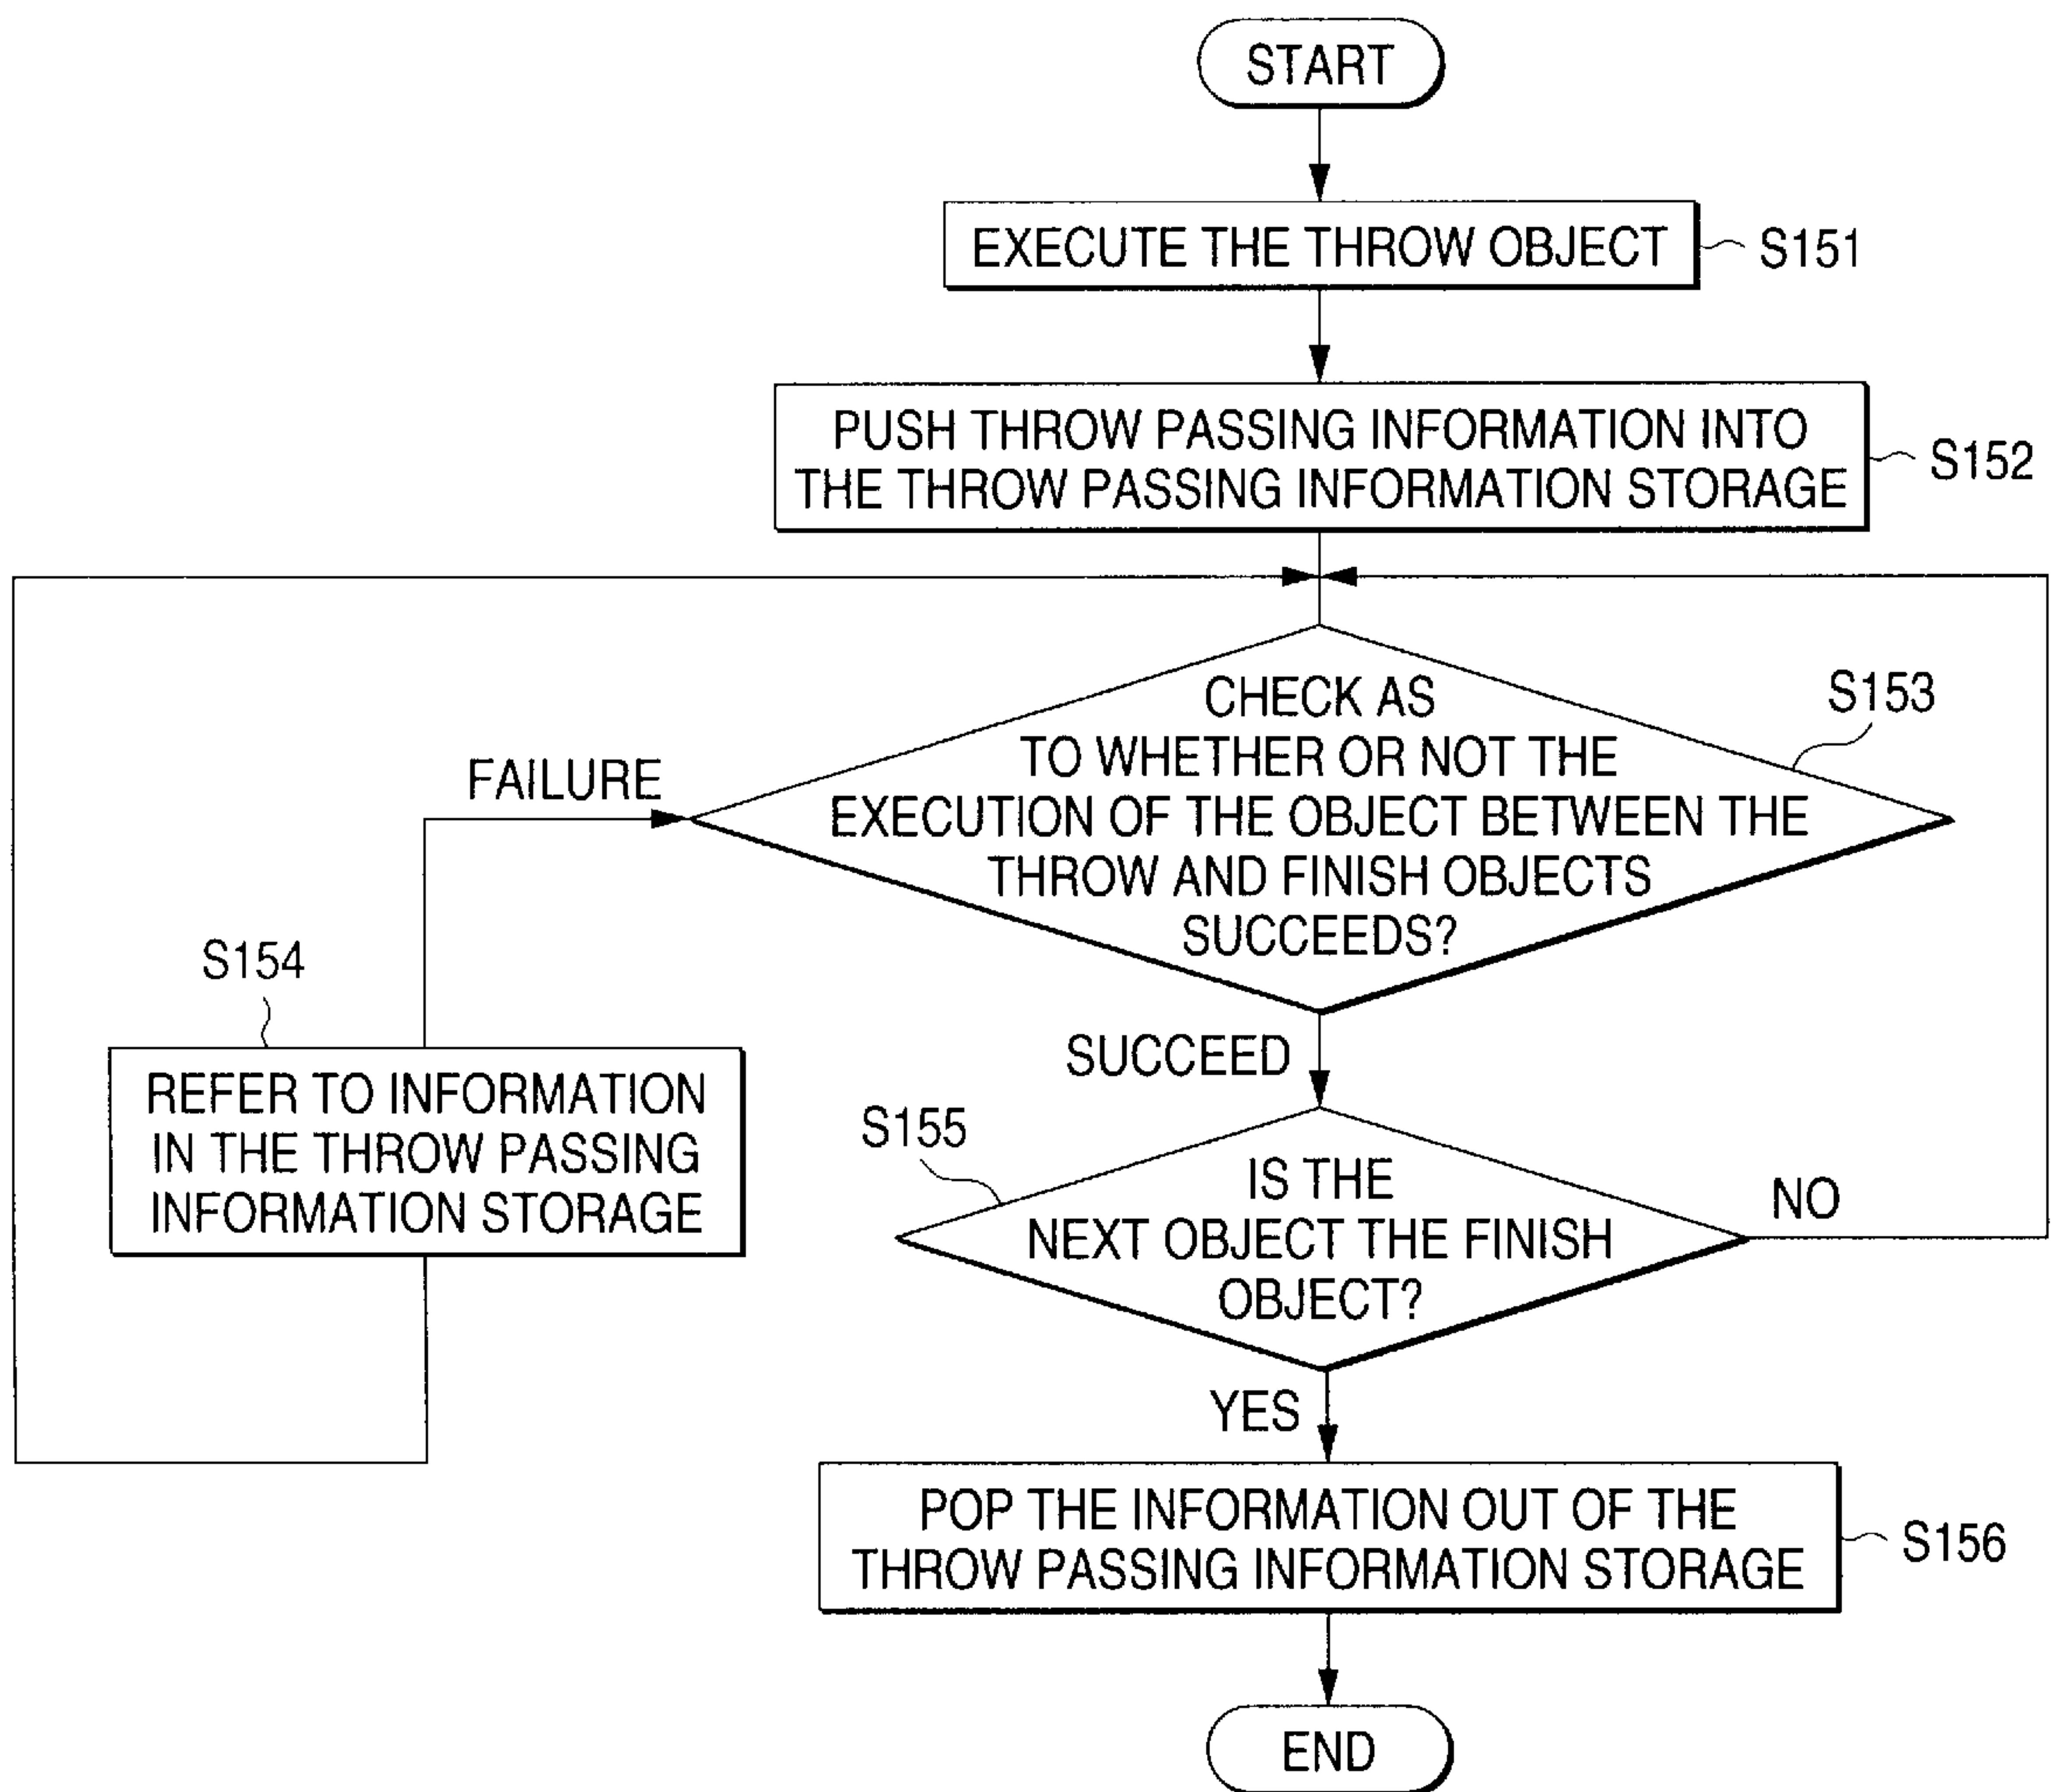 START
EXECUTE THE THROW OBJECT
S151
PUSH THROW PASSING INFORMATION INTO
THE THROW PASSING INFORMATION STORAGE
S152
CHECK AS
TO WHETHER OR NOT THE
EXECUTION OF THE OBJECT BETWEEN THE
THROW AND FINISH OBJECTS
SUCCEEDS?
S153
FAILURE
S154
REFER TO INFORMATION
IN THE THROW PASSING
INFORMATION STORAGE
SUCCEED
S155
IS THE
NEXT OBJECT THE FINISH
OBJECT?
NO
YES
POP THE INFORMATION OUT OF THE
THROW PASSING INFORMATION STORAGE
S156
END